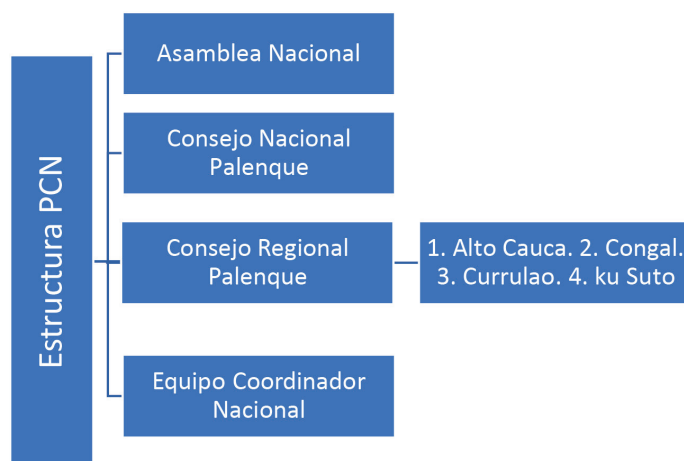 Estructura PCN
Asamblea Nacional
Consejo Nacional
Palenque
Consejo Regional
Palenque
1. Alto Cauca. 2. Congal.
3. Currulao. 4. ku Suto
Equipo Coordinador
Nacional